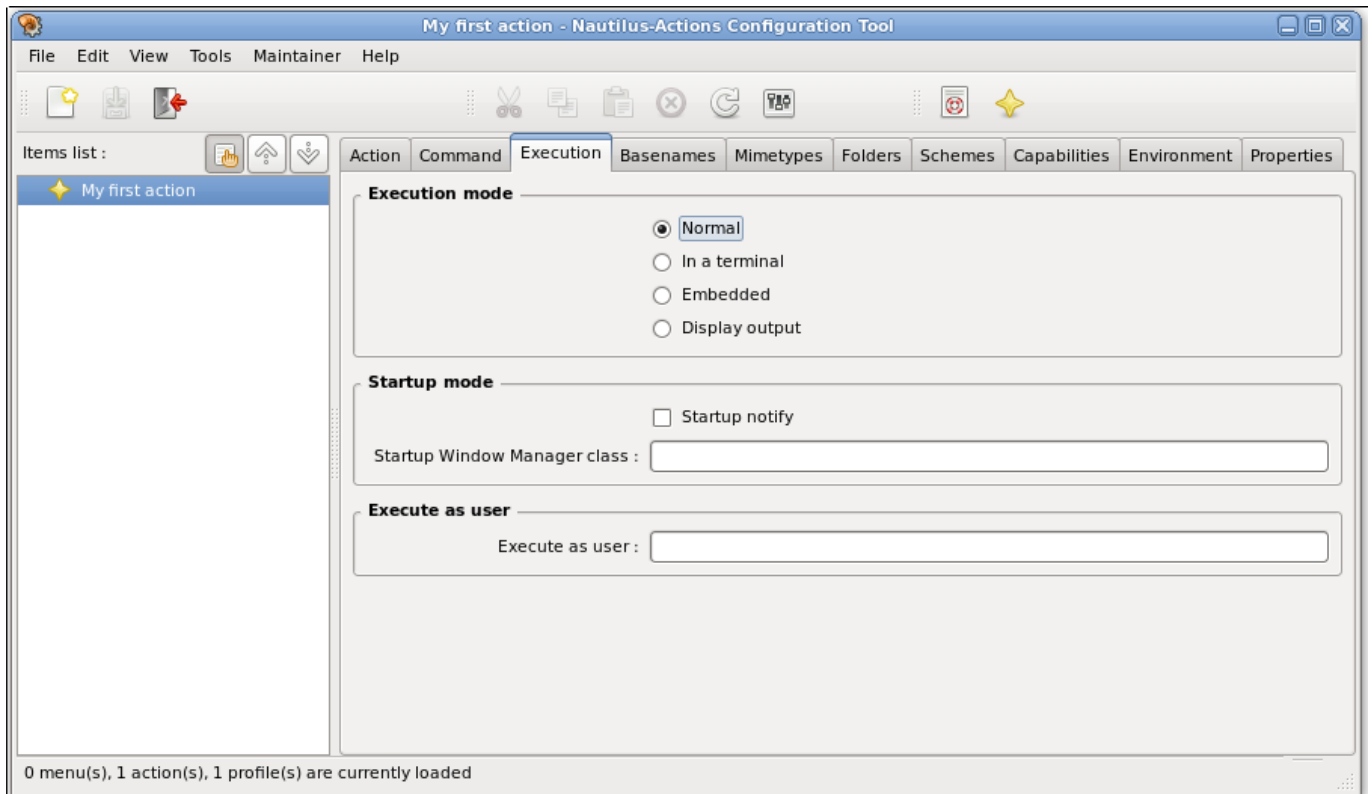 My first action - Nautilus-Actions Configuration Tool
File Edit View Tools Maintainer Help
Items list :
Action Command Execution Basenames Mimetypes Folders Schemes Capabilities Environment Properties
My first action
Execution mode
Normal
In a terminal
Embedded
Display output
Startup mode
Startup notify
Startup Window Manager class :
Execute as user
Execute as user :
0 menu(s), 1 action(s), 1 profile(s) are currently loaded